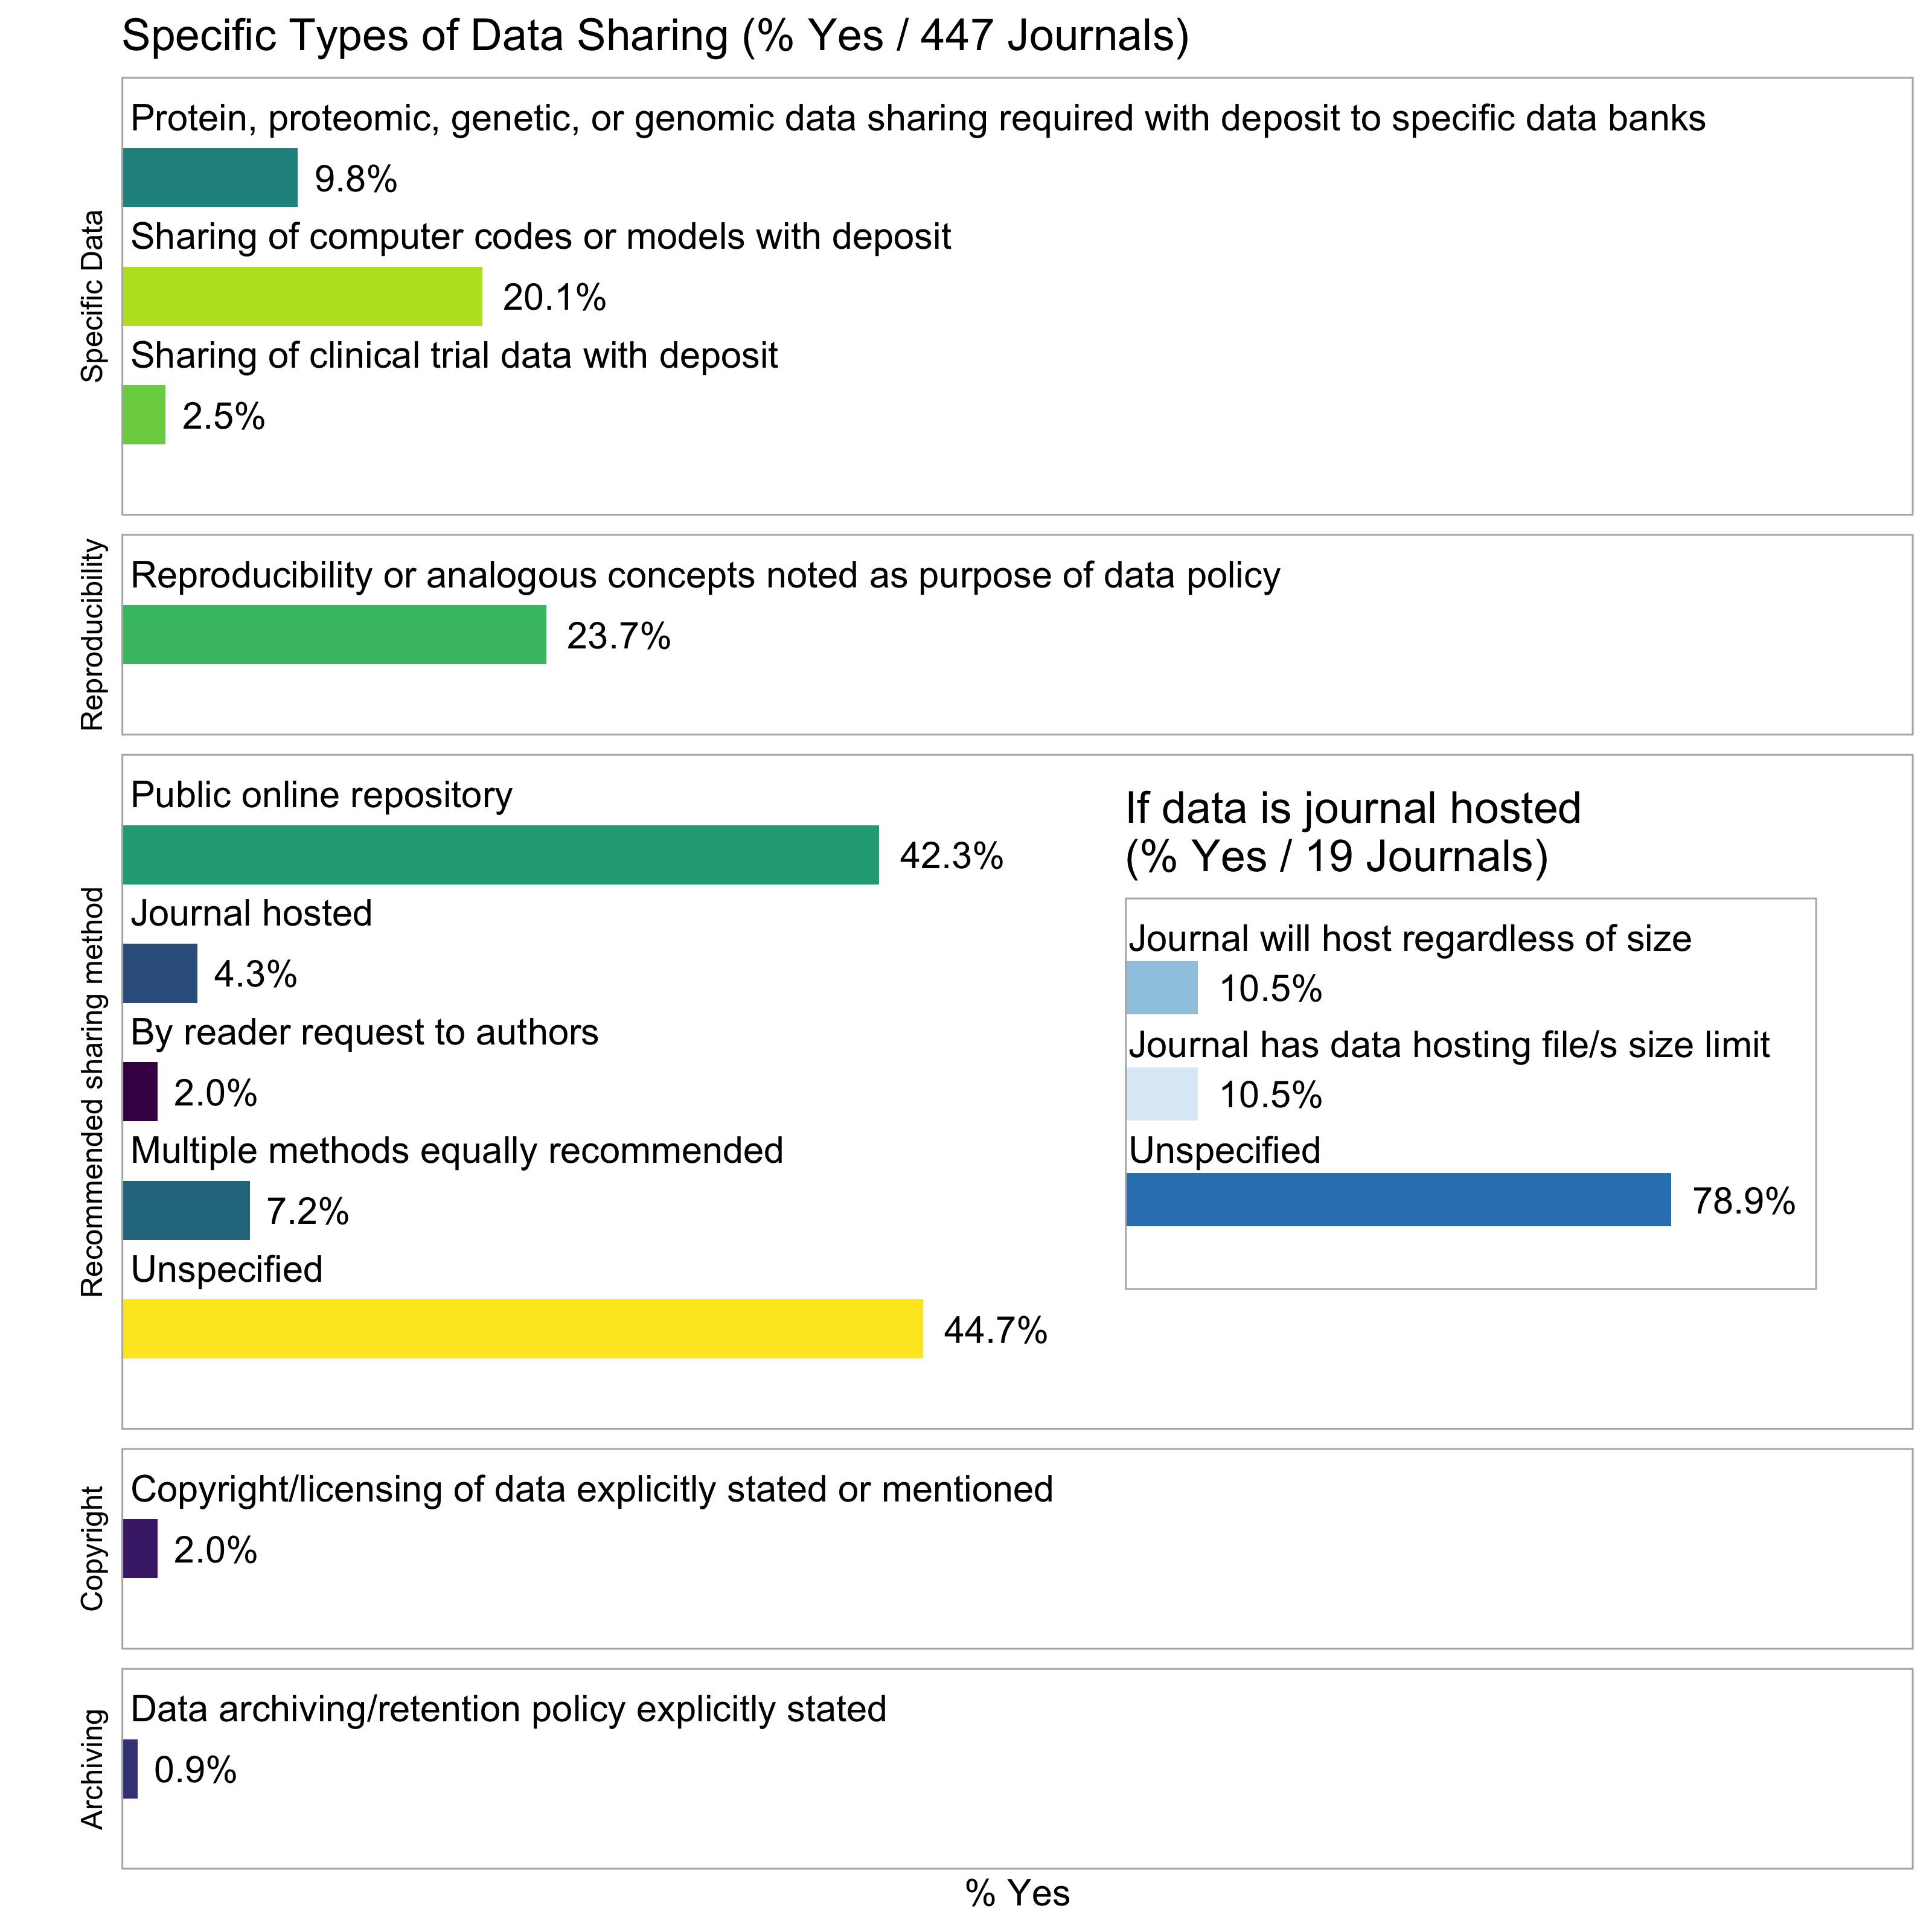 Specific Types of Data Sharing (% Yes / 447 Journals)
Specific Data
Protein, proteomic, genetic, or genomic data sharing required with deposit to specific data banks
9.8%
Sharing of computer codes or models with deposit
20.1%
Sharing of clinical trial data with deposit
2.5%
Reproducibility
Reproducibility or analogous concepts noted as purpose of data policy
23.7%
Recommended sharing method
Public online repository
42.3%
Journal hosted
4.3%
By reader request to authors
2.0%
Multiple methods equally recommended
7.2%
Unspecified
44.7%
If data is journal hosted
(% Yes / 19 Journals)
Journal will host regardless of size
10.5%
Journal has data hosting file/s size limit
10.5%
Unspecified
78.9%
Copyright
Copyright/licensing of data explicitly stated or mentioned
2.0%
Archiving
Data archiving/retention policy explicitly stated
0.9%
% Yes